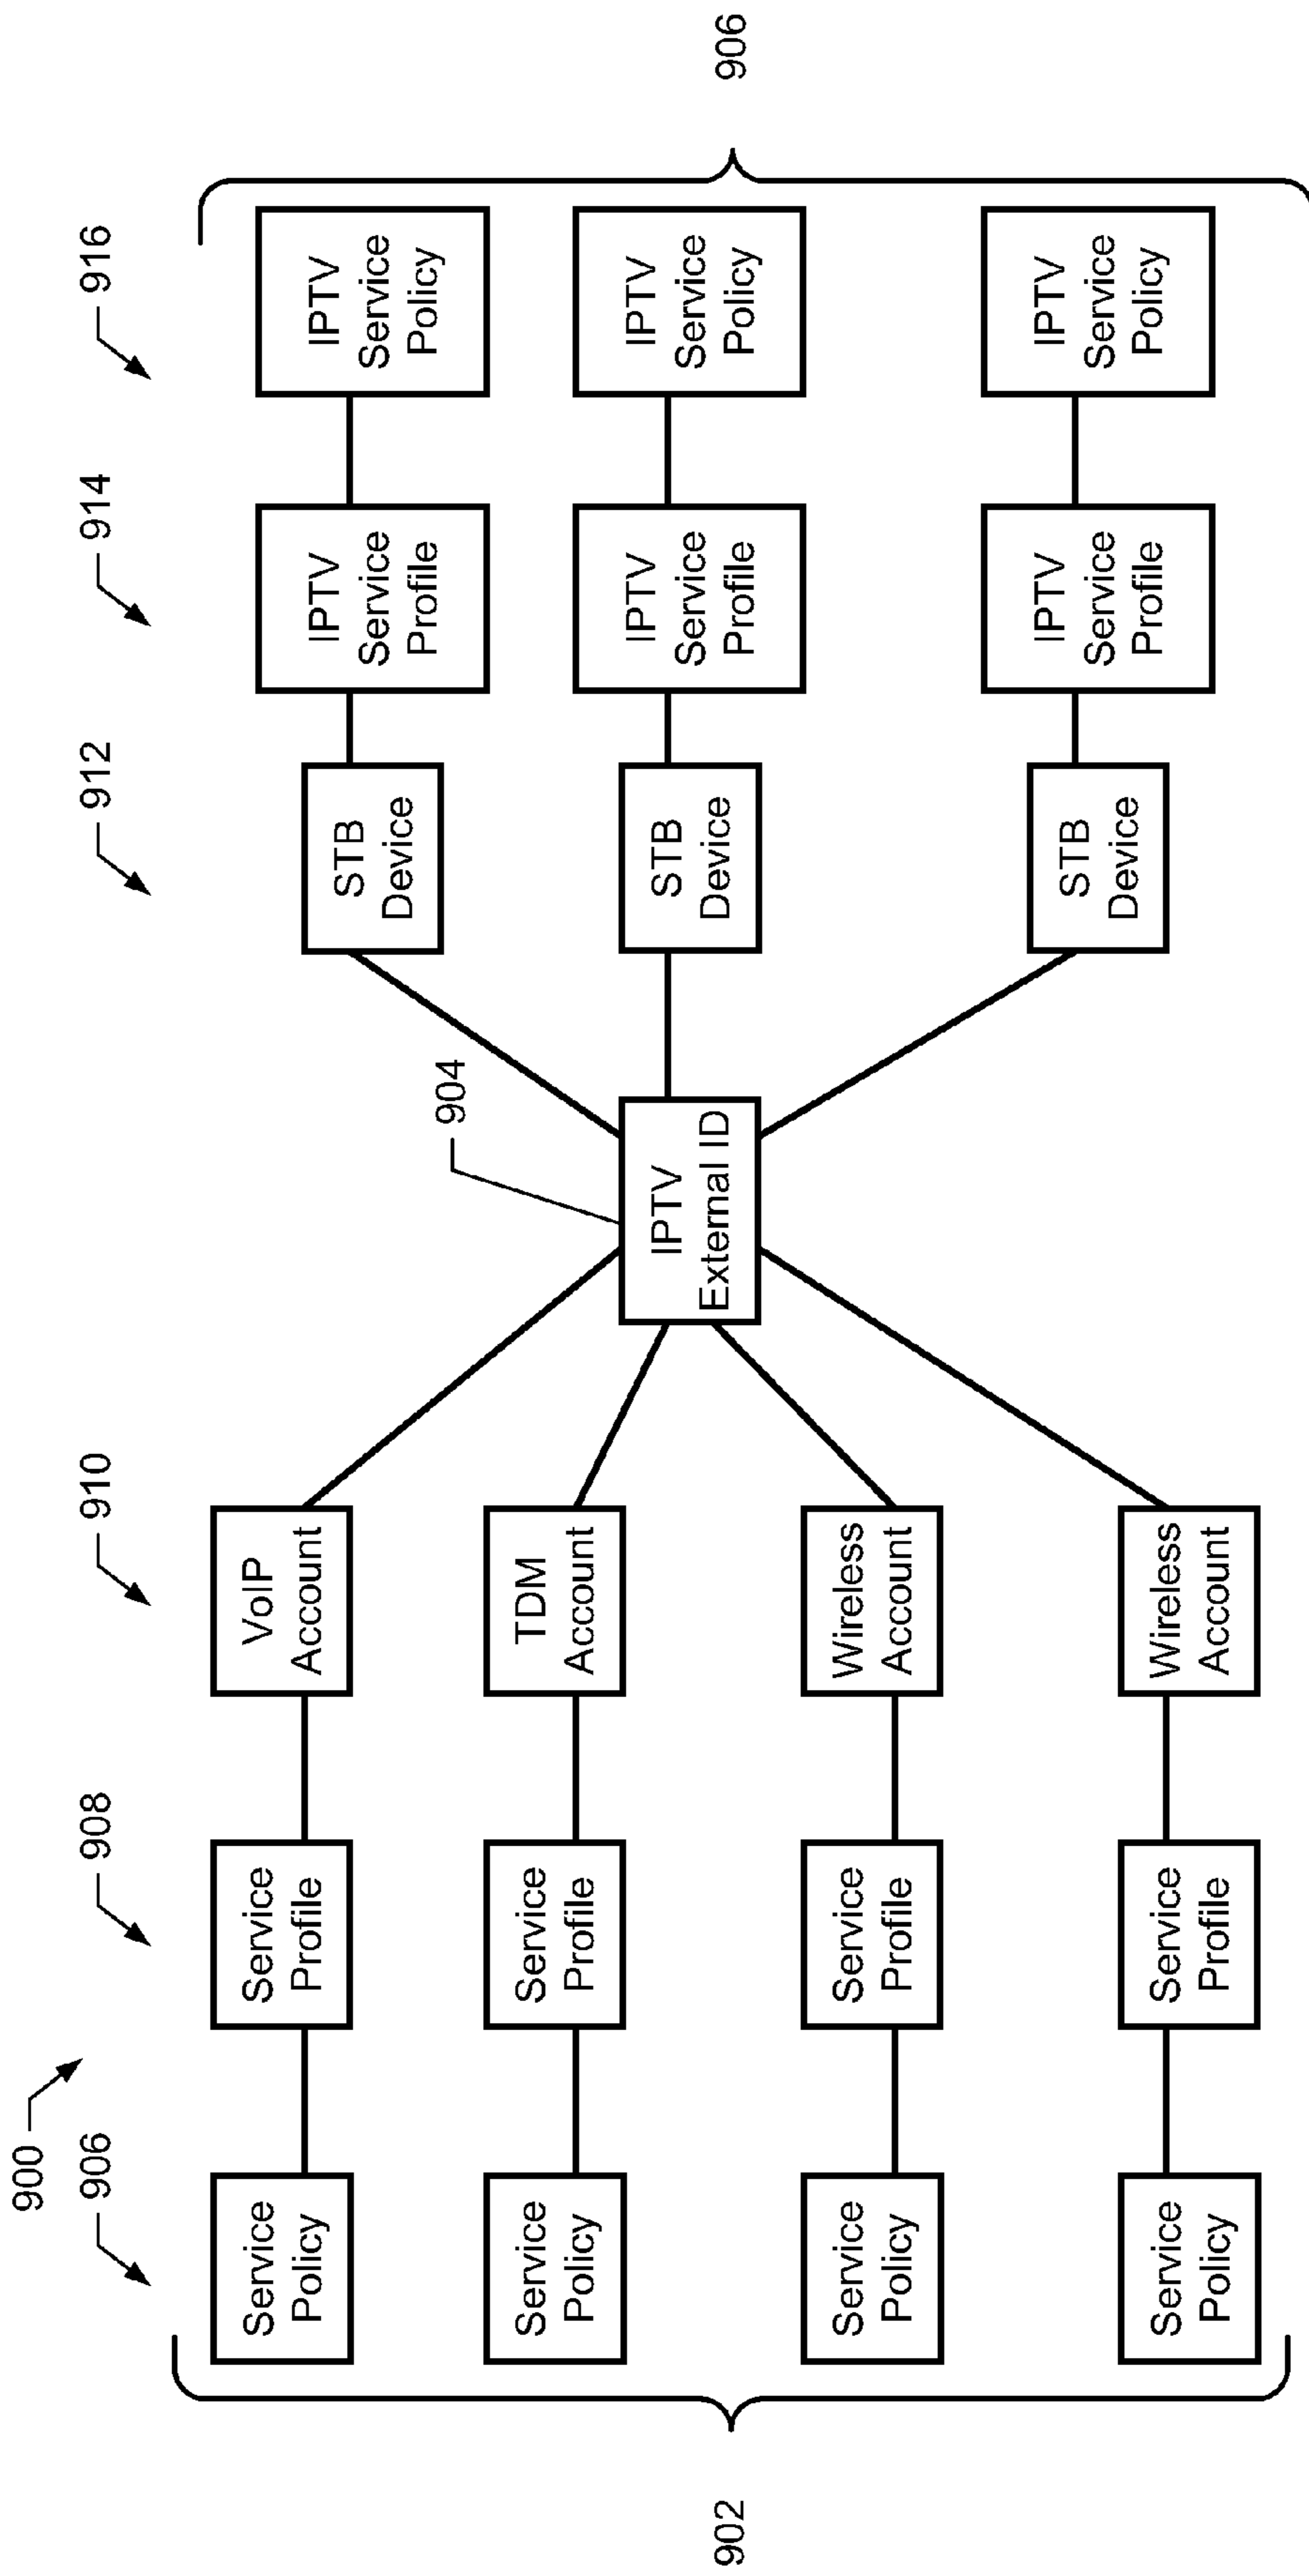 900
906
908
910
912
914
916
904
902
906
Service
Policy
Service
Profile
VoIP
Account
Service
Policy
Service
Profile
TDM
Account
Service
Policy
Service
Profile
Wireless
Account
Service
Policy
Service
Profile
Wireless
Account
IPTV
External ID
STB
Device
IPTV
Service
Profile
IPTV
Service
Policy
STB
Device
IPTV
Service
Profile
IPTV
Service
Policy
STB
Device
IPTV
Service
Profile
IPTV
Service
Policy